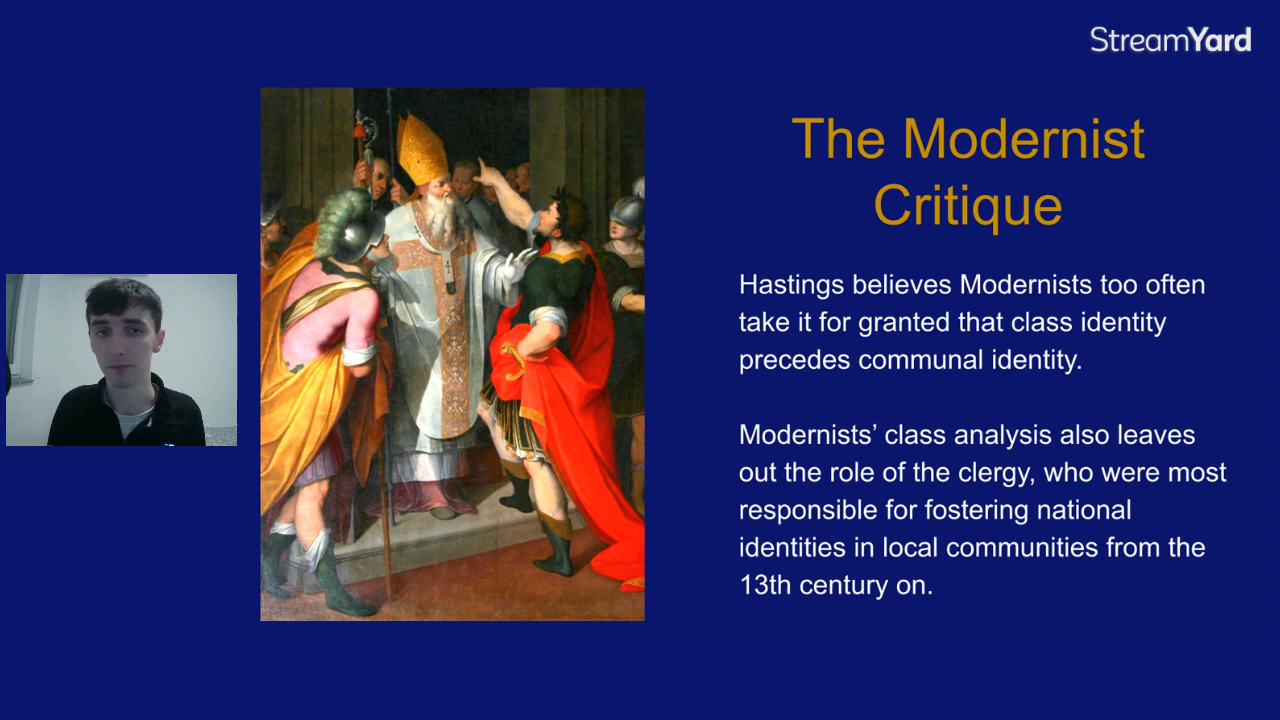 StreamYard
The Modernist
Critique
Hastings believes Modernists too often
take it for granted that class identity
precedes communal identity.
Modernists’ class analysis also leaves
out the role of the clergy, who were most
responsible for fostering national
identities in local communities from the
13th century on.